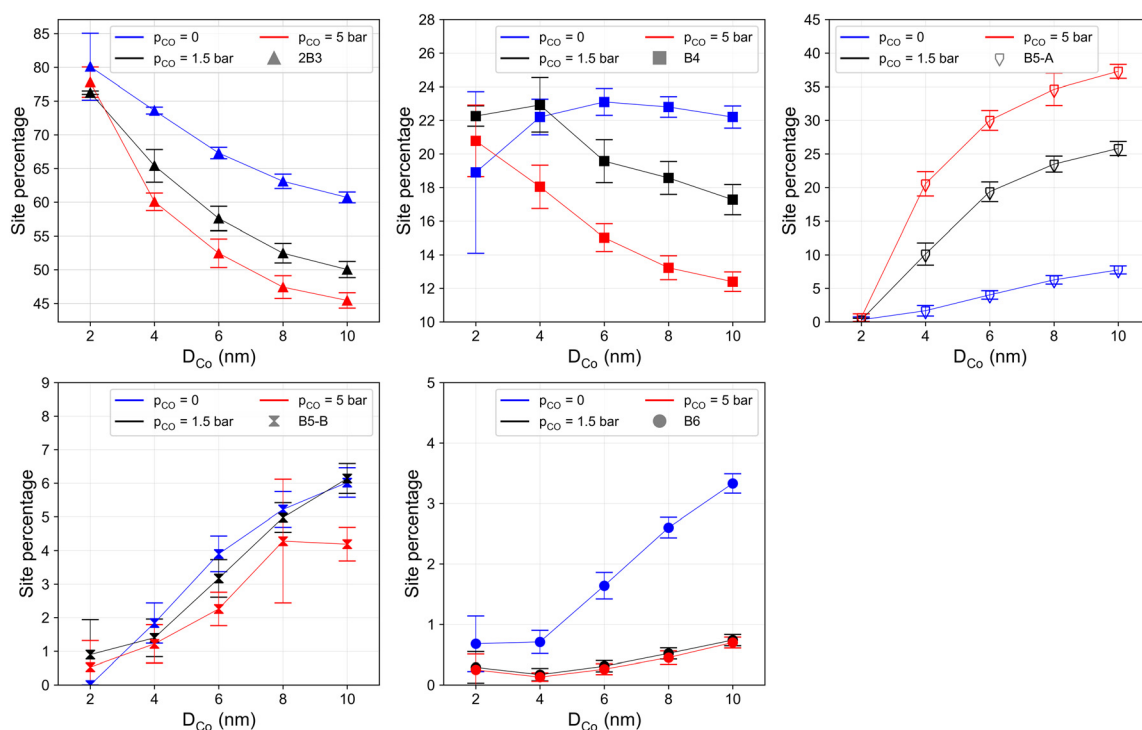 p_CO = 0 p_CO = 5 bar
p_CO = 1.5 bar 2B3
85
80
75
70
65
60
55
50
45
Site percentage
2 4 6 8 10
D_Co (nm)
p_CO = 0 p_CO = 5 bar
p_CO = 1.5 bar B4
28
26
24
22
20
18
16
14
12
10
Site percentage
2 4 6 8 10
D_Co (nm)
p_CO = 0 p_CO = 5 bar
p_CO = 1.5 bar B5-A
45
40
35
30
25
20
15
10
5
0
Site percentage
2 4 6 8 10
D_Co (nm)
p_CO = 0 p_CO = 5 bar
p_CO = 1.5 bar B5-B
9
8
7
6
5
4
3
2
1
0
Site percentage
2 4 6 8 10
D_Co (nm)
p_CO = 0 p_CO = 5 bar
p_CO = 1.5 bar B6
5
4
3
2
1
0
Site percentage
2 4 6 8 10
D_Co (nm)